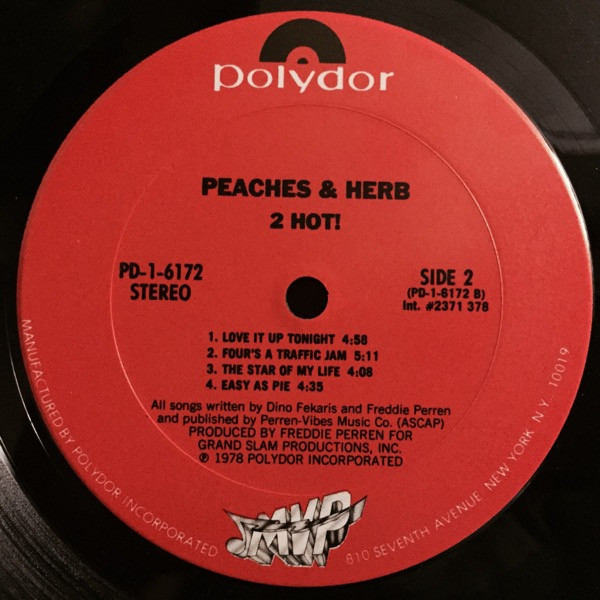 polydor
PEACHES & HERB
2 HOT!
PD-1-6172
STEREO
SIDE 2
(PD-1-6172 B)
Int. #2371 378
1. LOVE IT UP TONIGHT 4:58
2. FOUR'S A TRAFFIC JAM 5:11
3. THE STAR OF MY LIFE 4:08
4. EASY AS PIE 4:35
All songs written by Dino Fekaris and Freddie Perren
and published by Perren-Vibes Music Co. (ASCAP)
PRODUCED BY FREDDIE PERREN FOR
GRAND SLAM PRODUCTIONS, INC.
℗ 1978 POLYDOR INCORPORATED
MVP
MANUFACTURED BY POLYDOR INCORPORATED
810 SEVENTH AVENUE NEW YORK N.Y. 10019